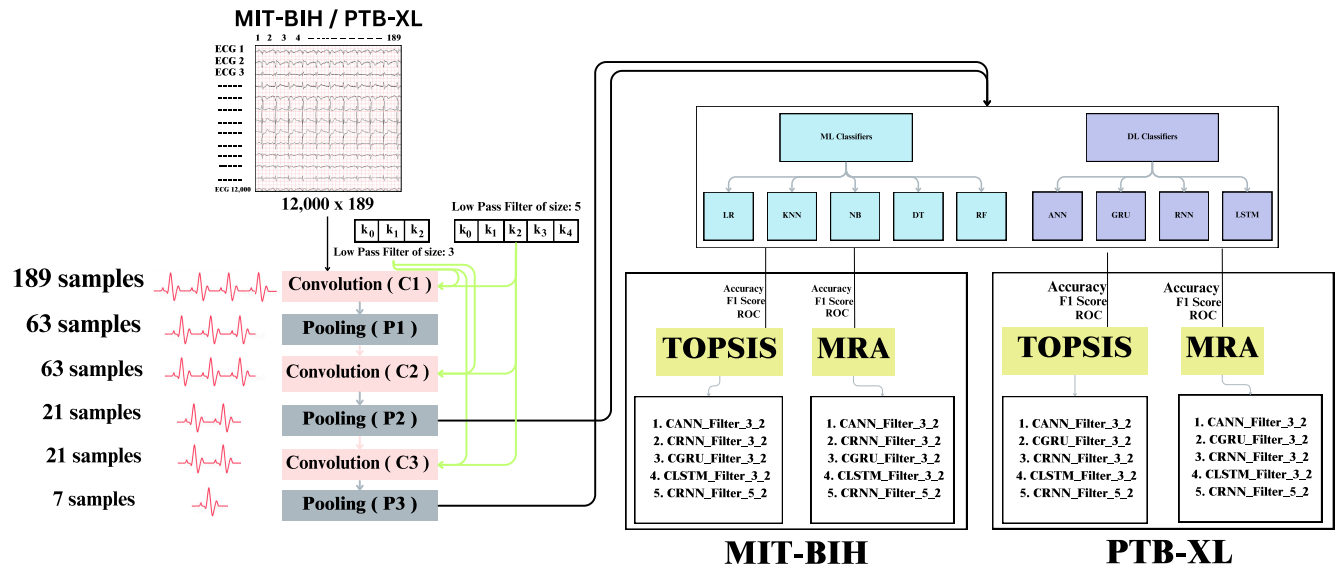 MIT-BIH / PTB-XL
1 2 3 4 ------------ 189
ECG 1
ECG 2
ECG 3
-----
-----
-----
-----
-----
-----
-----
-----
-----
ECG 12,000
12,000 x 189
Low Pass Filter of size: 5
k0 k1 k2
k0 k1 k2 k3 k4
Low Pass Filter of size: 3
189 samples
Convolution ( C1 )
63 samples
Pooling ( P1 )
63 samples
Convolution ( C2 )
21 samples
Pooling ( P2 )
21 samples
Convolution ( C3 )
7 samples
Pooling ( P3 )
ML Classifiers
DL Classifiers
LR
KNN
NB
DT
RF
ANN
GRU
RNN
LSTM
Accuracy
F1 Score
ROC
Accuracy
F1 Score
ROC
TOPSIS
MRA
1. CANN_Filter_3_2
2. CRNN_Filter_3_2
3. CGRU_Filter_3_2
4. CLSTM_Filter_3_2
5. CRNN_Filter_5_2
1. CANN_Filter_3_2
2. CRNN_Filter_3_2
3. CGRU_Filter_3_2
4. CLSTM_Filter_3_2
5. CRNN_Filter_5_2
MIT-BIH
Accuracy
F1 Score
ROC
Accuracy
F1 Score
ROC
TOPSIS
MRA
1. CANN_Filter_3_2
2. CGRU_Filter_3_2
3. CRNN_Filter_3_2
4. CLSTM_Filter_3_2
5. CRNN_Filter_5_2
1. CANN_Filter_3_2
2. CGRU_Filter_3_2
3. CRNN_Filter_3_2
4. CLSTM_Filter_3_2
5. CRNN_Filter_5_2
PTB-XL